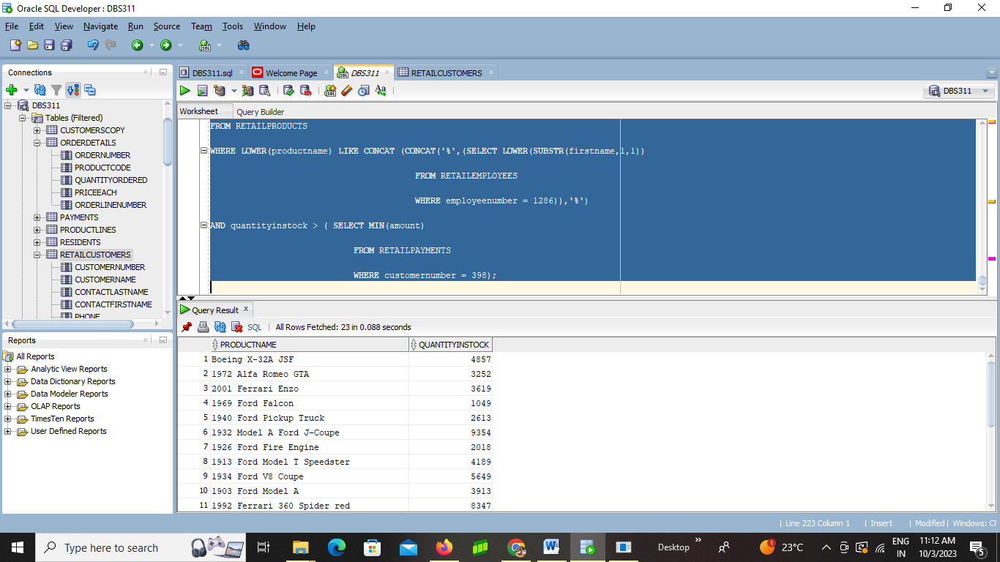 Oracle SQL Developer : DBS311
File Edit View Navigate Run Source Team Tools Window Help
Connections
DBS311
Tables (Filtered)
CUSTOMERSCOPY
ORDERDETAILS
ORDERNUMBER
PRODUCTCODE
QUANTITYORDERED
PRICEEACH
ORDERLINENUMBER
PAYMENTS
PRODUCTLINES
RESIDENTS
RETAILCUSTOMERS
CUSTOMERNUMBER
CUSTOMERNAME
CONTACTLASTNAME
CONTACTFIRSTNAME
PHONE
Reports
All Reports
Analytic View Reports
Data Dictionary Reports
Data Modeler Reports
OLAP Reports
TimesTen Reports
User Defined Reports
DBS311.sql Welcome Page DBS311 RETAILCUSTOMERS
DBS311
Worksheet Query Builder
FROM RETAILPRODUCTS
WHERE LOWER(productname) LIKE CONCAT (CONCAT('%',(SELECT LOWER(SUBSTR(firstname,1,1))
FROM RETAILEMPLOYEES
WHERE employeenumber = 1286)),'%')
AND quantityinstock > ( SELECT MIN(amount)
FROM RETAILPAYMENTS
WHERE customernumber = 398);
Query Result
SQL | All Rows Fetched: 23 in 0.088 seconds
PRODUCTNAME QUANTITYINSTOCK
1 Boeing X-32A JSF 4857
2 1972 Alfa Romeo GTA 3252
3 2001 Ferrari Enzo 3619
4 1969 Ford Falcon 1049
5 1940 Ford Pickup Truck 2613
6 1932 Model A Ford J-Coupe 9354
7 1926 Ford Fire Engine 2018
8 1913 Ford Model T Speedster 4189
9 1934 Ford V8 Coupe 5649
10 1903 Ford Model A 3913
11 1992 Ferrari 360 Spider red 8347
| Line 223 Column 1 | Insert | Modified | Windows: CF
Type here to search
Desktop
23°C
ENG
IN
11:12 AM
10/3/2023
5